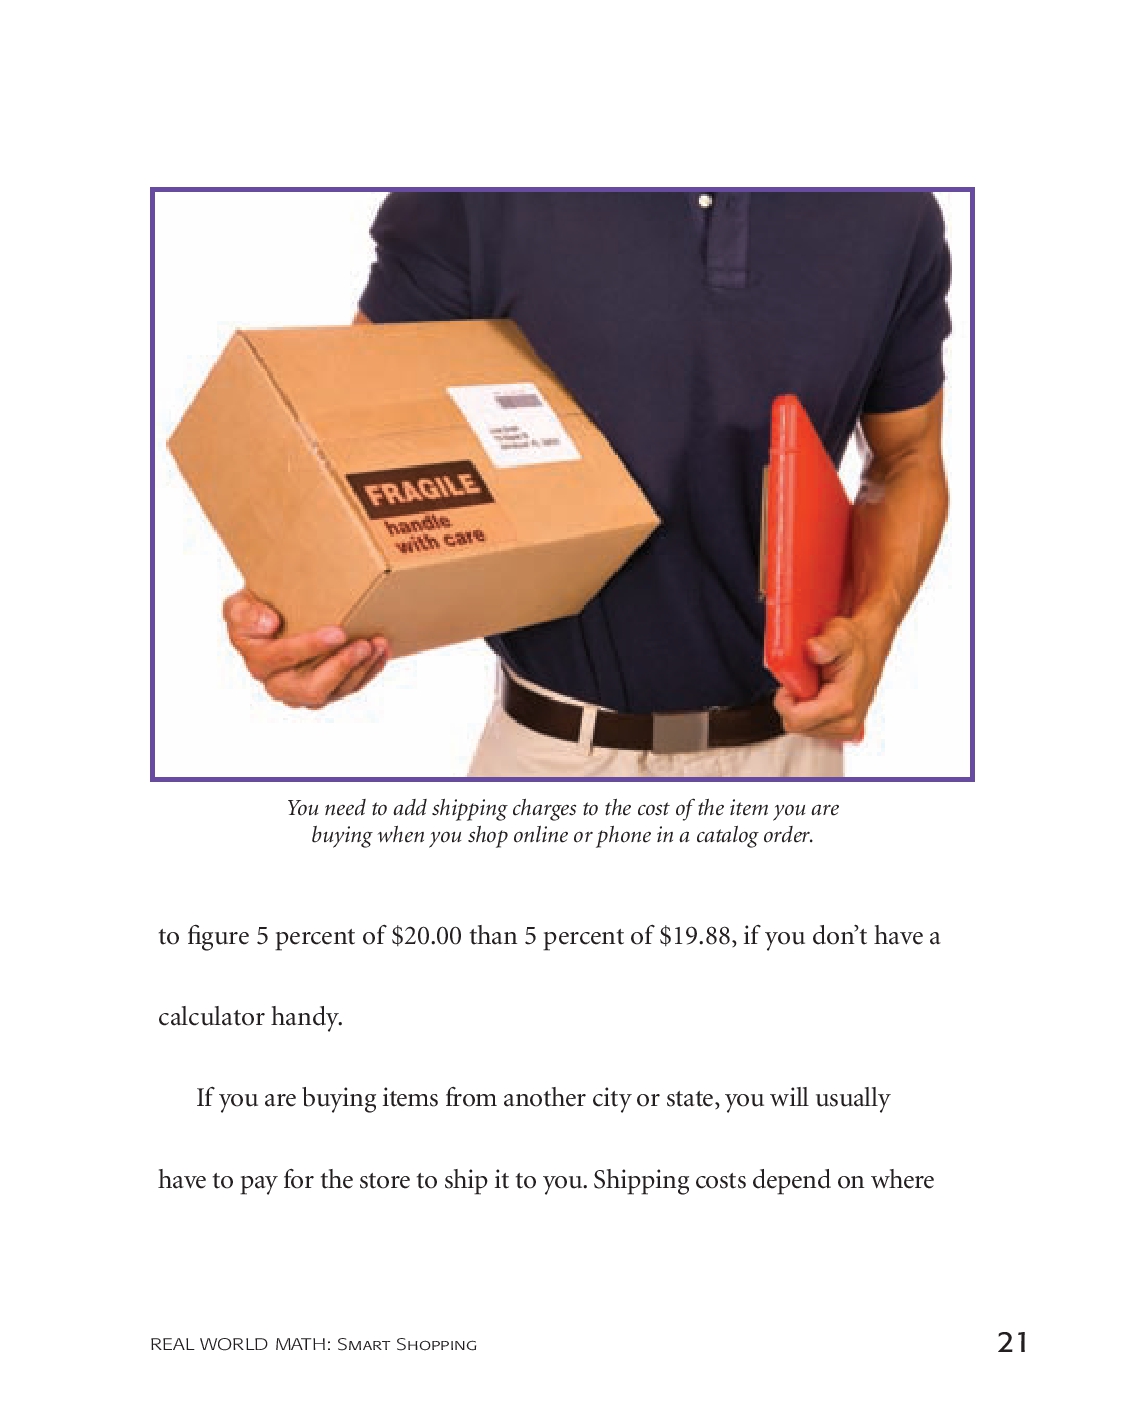 FRAGILE
handle
with care
You need to add shipping charges to the cost of the item you are
buying when you shop online or phone in a catalog order.
to figure 5 percent of $20.00 than 5 percent of $19.88, if you don’t have a
calculator handy.
If you are buying items from another city or state, you will usually
have to pay for the store to ship it to you. Shipping costs depend on where
REAL WORLD MATH: Smart Shopping
21